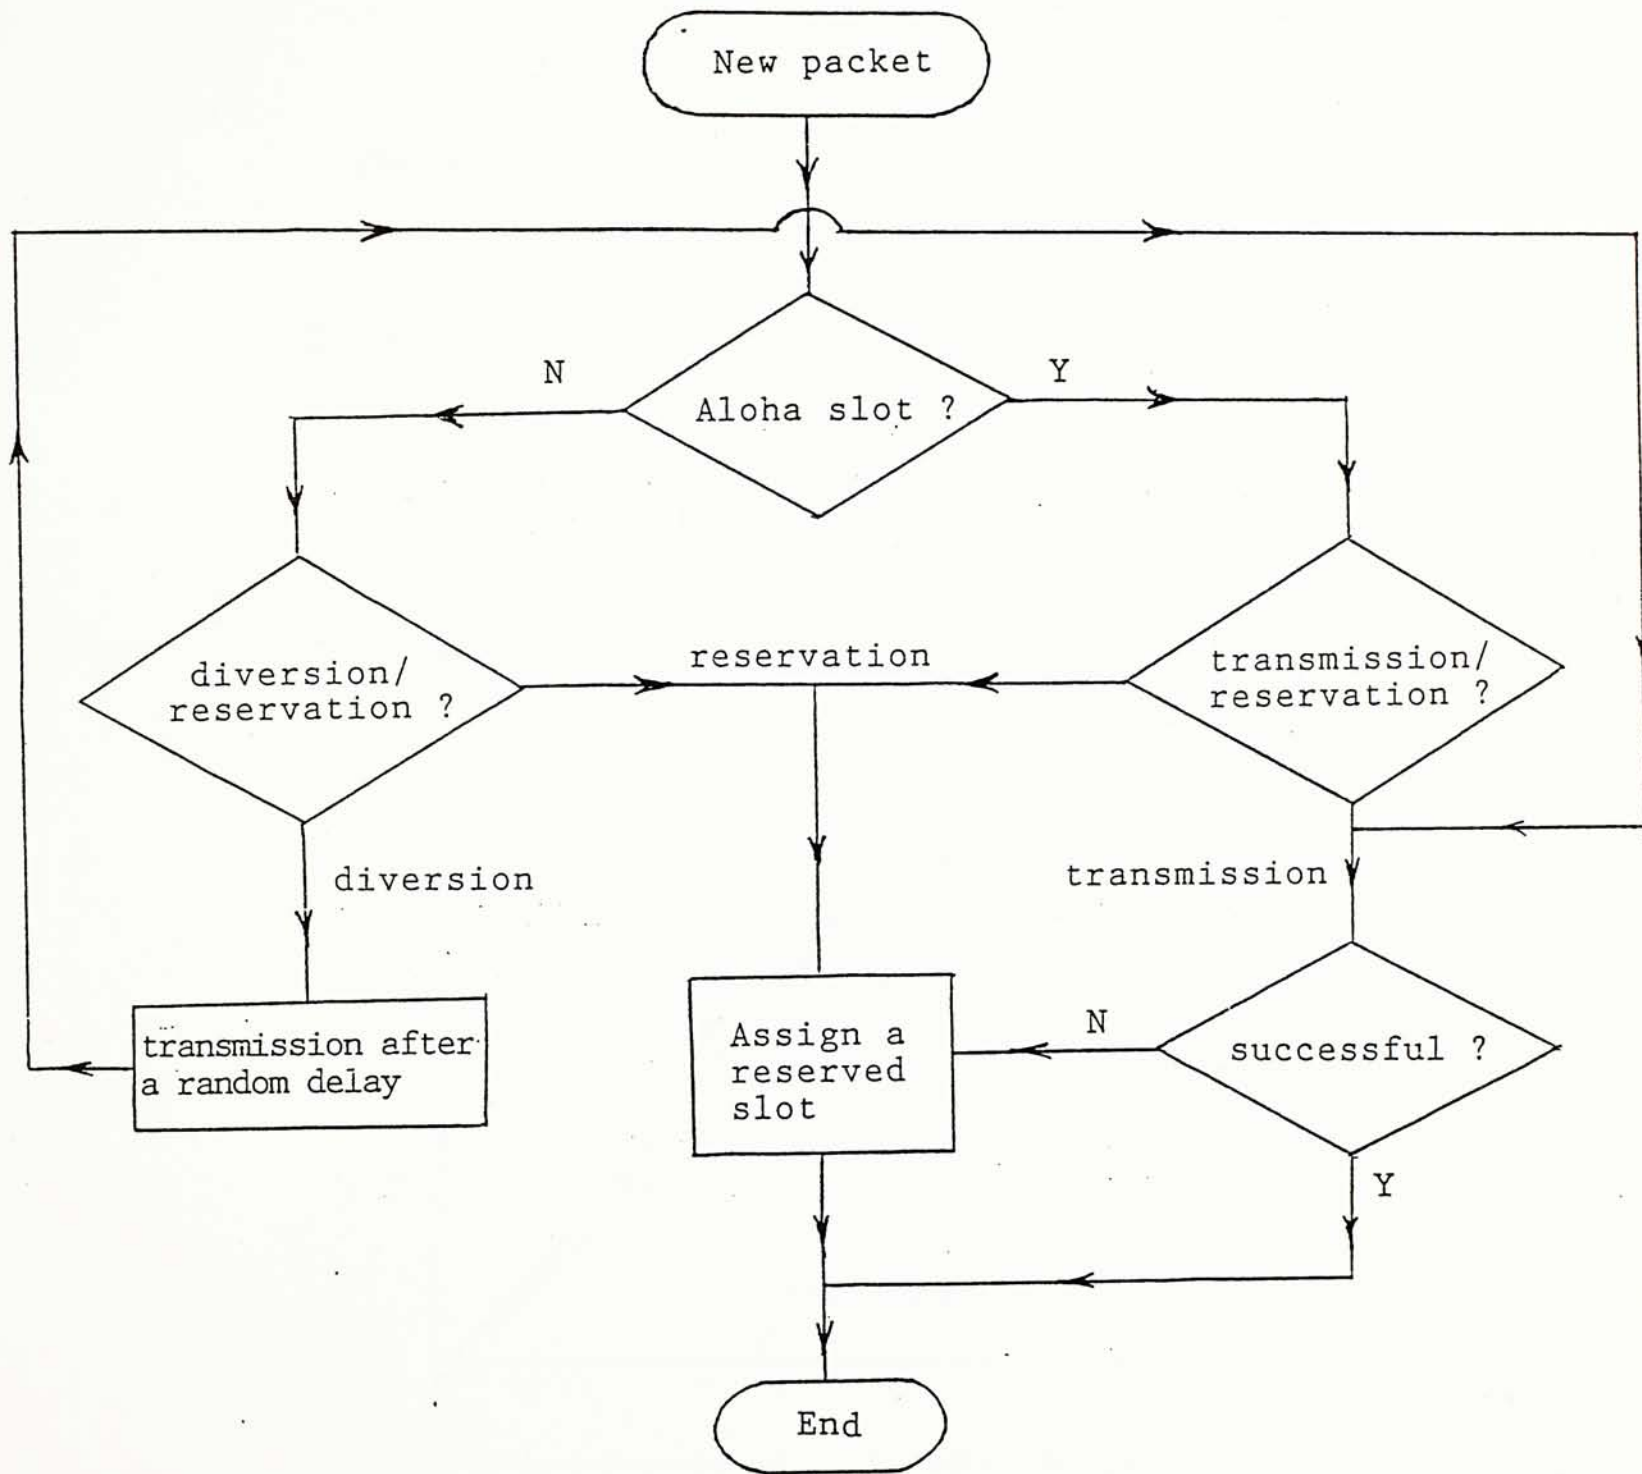 New packet
N
Y
Aloha slot ?
reservation
diversion/
reservation ?
transmission/
reservation ?
diversion
transmission
transmission after
a random delay
Assign a
reserved
slot
N
successful ?
Y
End